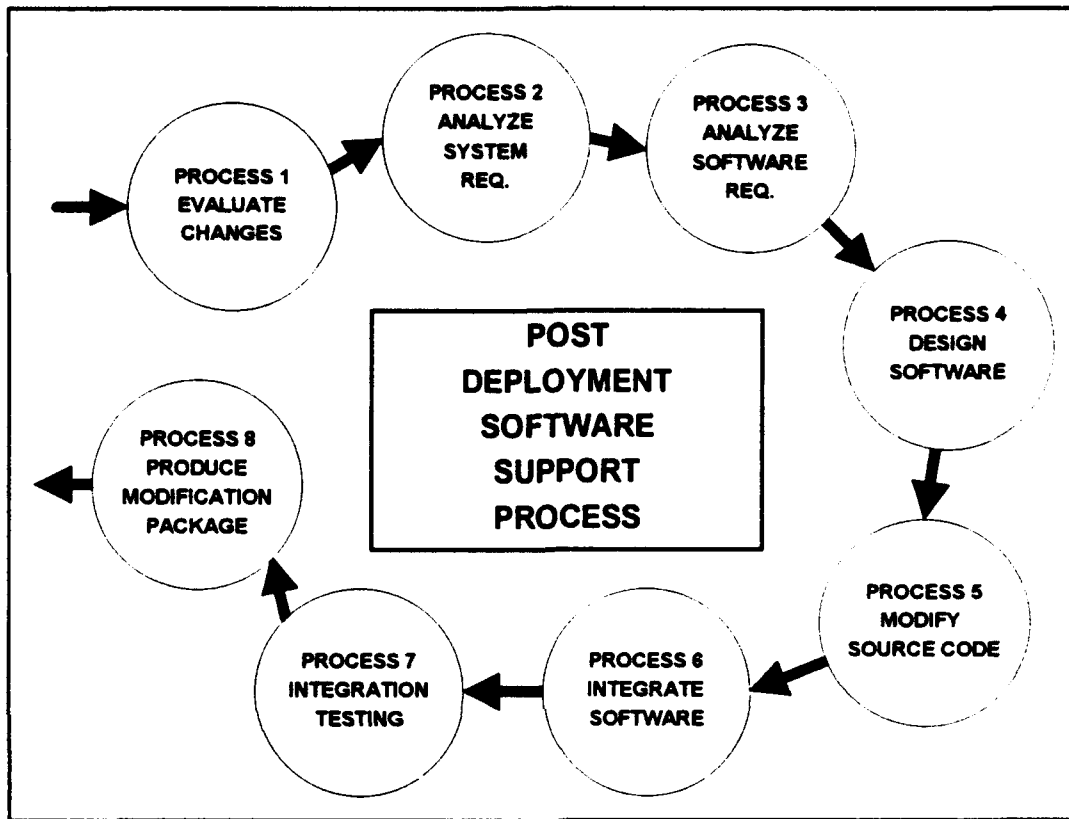 PROCESS 1
EVALUATE
CHANGES
PROCESS 2
ANALYZE
SYSTEM
REQ.
PROCESS 3
ANALYZE
SOFTWARE
REQ.
PROCESS 4
DESIGN
SOFTWARE
PROCESS 5
MODIFY
SOURCE CODE
PROCESS 6
INTEGRATE
SOFTWARE
PROCESS 7
INTEGRATION
TESTING
PROCESS 8
PRODUCE
MODIFICATION
PACKAGE
POST
DEPLOYMENT
SOFTWARE
SUPPORT
PROCESS